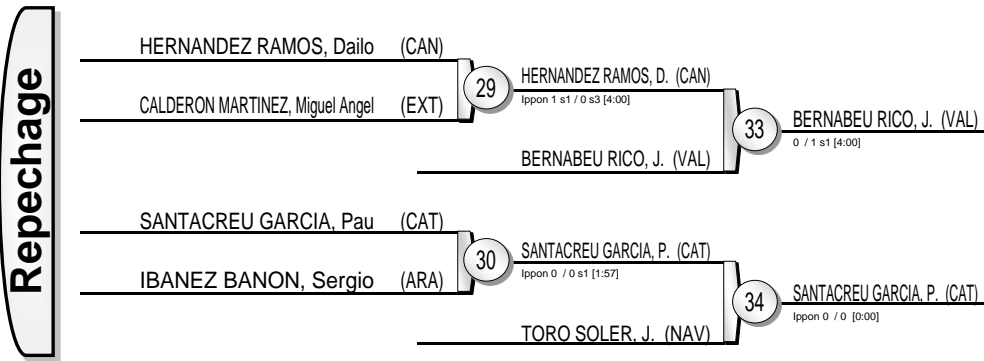 Repechage
HERNANDEZ RAMOS, Dailo (CAN)
CALDERON MARTINEZ, Miguel Angel (EXT)
29
HERNANDEZ RAMOS, D. (CAN)
Ippon 1 s1 / 0 s3 [4:00]
BERNABEU RICO, J. (VAL)
33
BERNABEU RICO, J. (VAL)
0 / 1 s1 [4:00]
SANTACREU GARCIA, Pau (CAT)
IBANEZ BANON, Sergio (ARA)
30
SANTACREU GARCIA, P. (CAT)
Ippon 0 / 0 s1 [1:57]
TORO SOLER, J. (NAV)
34
SANTACREU GARCIA, P. (CAT)
Ippon 0 / 0 [0:00]